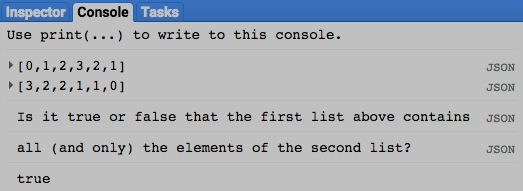 Inspector Console Tasks
Use print(...) to write to this console.
[0,1,2,3,2,1] JSON
[3,2,2,1,1,0] JSON
Is it true or false that the first list above contains JSON
all (and only) the elements of the second list? JSON
true